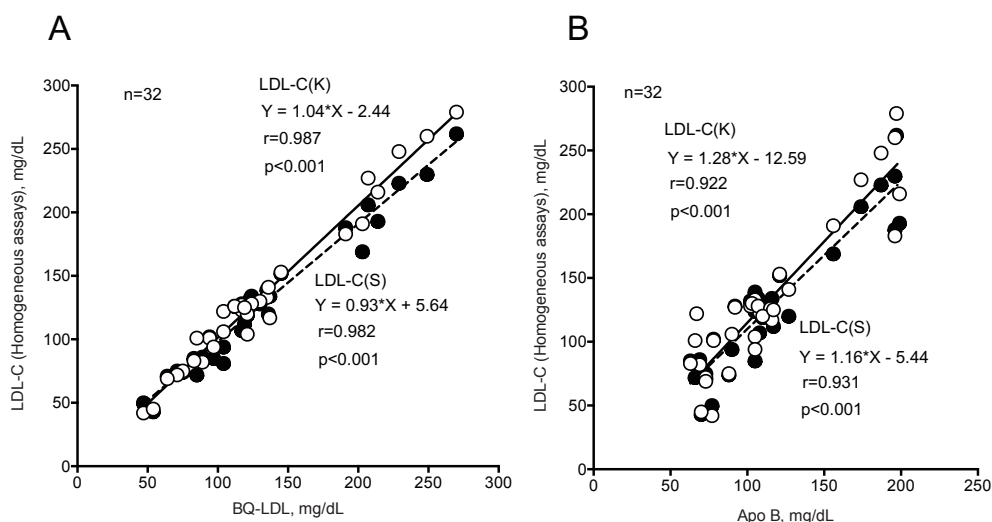 A
B
LDL-C (Homogeneous assays), mg/dL
300
250
200
150
100
50
0
n=32
LDL-C(K)
Y = 1.04*X - 2.44
r=0.987
p<0.001
LDL-C(S)
Y = 0.93*X + 5.64
r=0.982
p<0.001
0 50 100 150 200 250 300
BQ-LDL, mg/dL
LDL-C (Homogeneous assays), mg/dL
300
250
200
150
100
50
0
n=32
LDL-C(K)
Y = 1.28*X - 12.59
r=0.922
p<0.001
LDL-C(S)
Y = 1.16*X - 5.44
r=0.931
p<0.001
0 50 100 150 200 250
Apo B, mg/dL